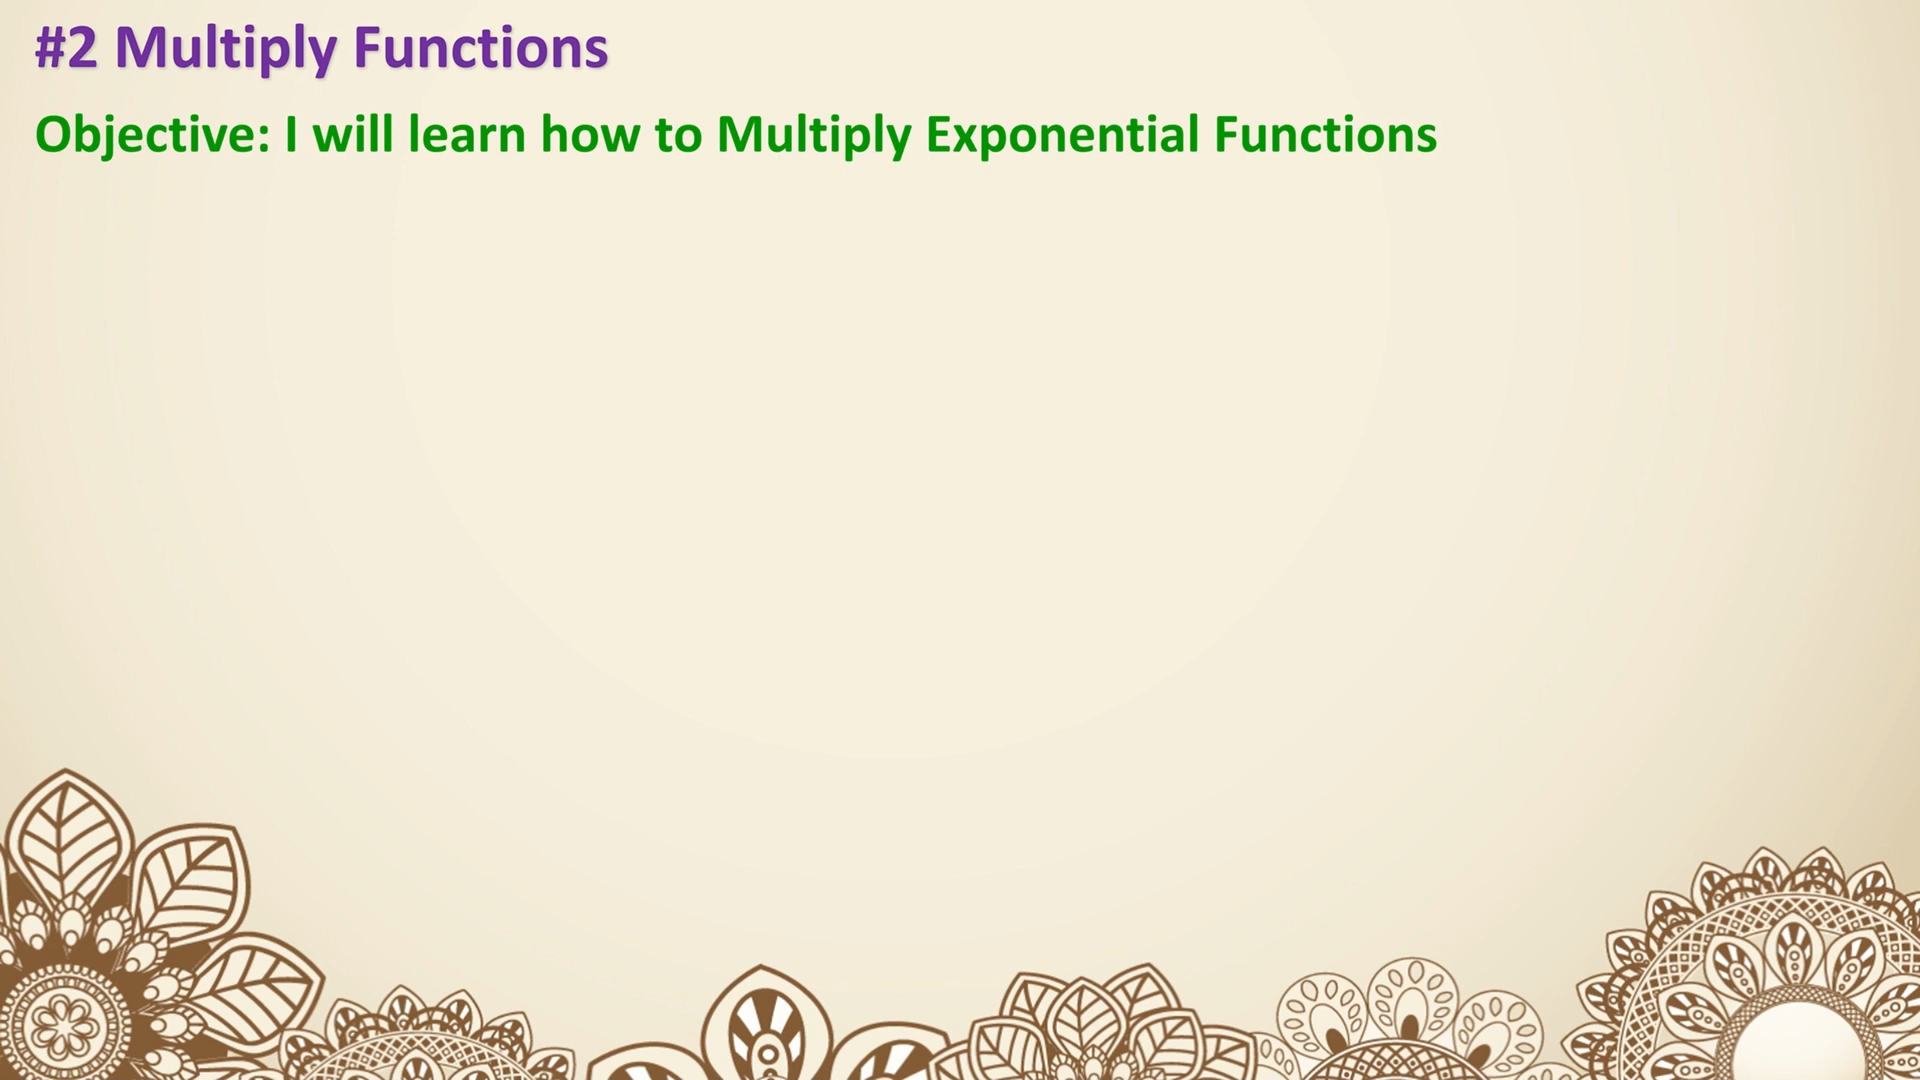 #2 Multiply Functions
Objective: I will learn how to Multiply Exponential Functions